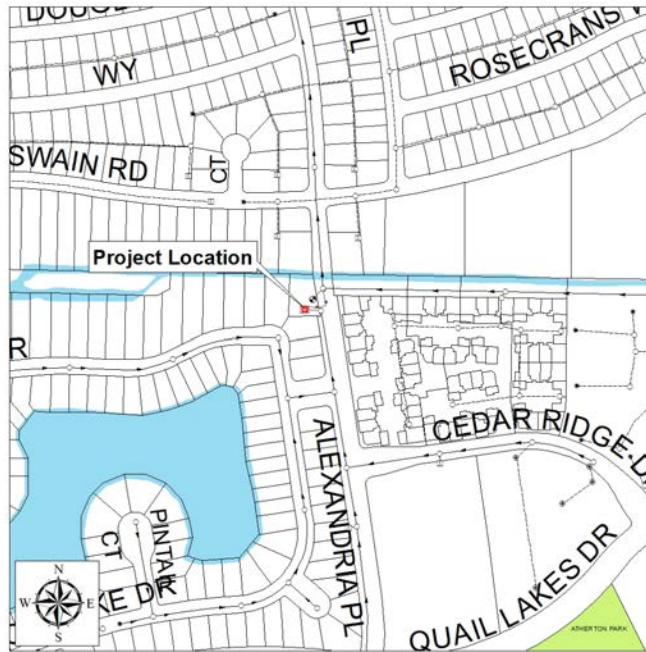 PL
WY
ROSECRANS
SWAIN RD
CT
Project Location
R
CEDAR RIDGE
ALEXANDRIA PL
PINTAIL
CT
N
W E
S
KE DR
QUAIL LAKES DR
ATHERTON PARK